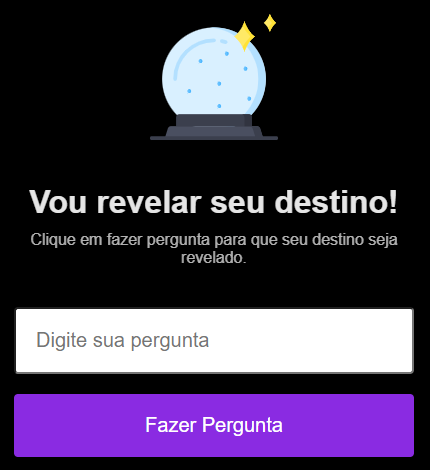 Vou revelar seu destino!
Clique em fazer pergunta para que seu destino seja
revelado.
Digite sua pergunta
Fazer Pergunta